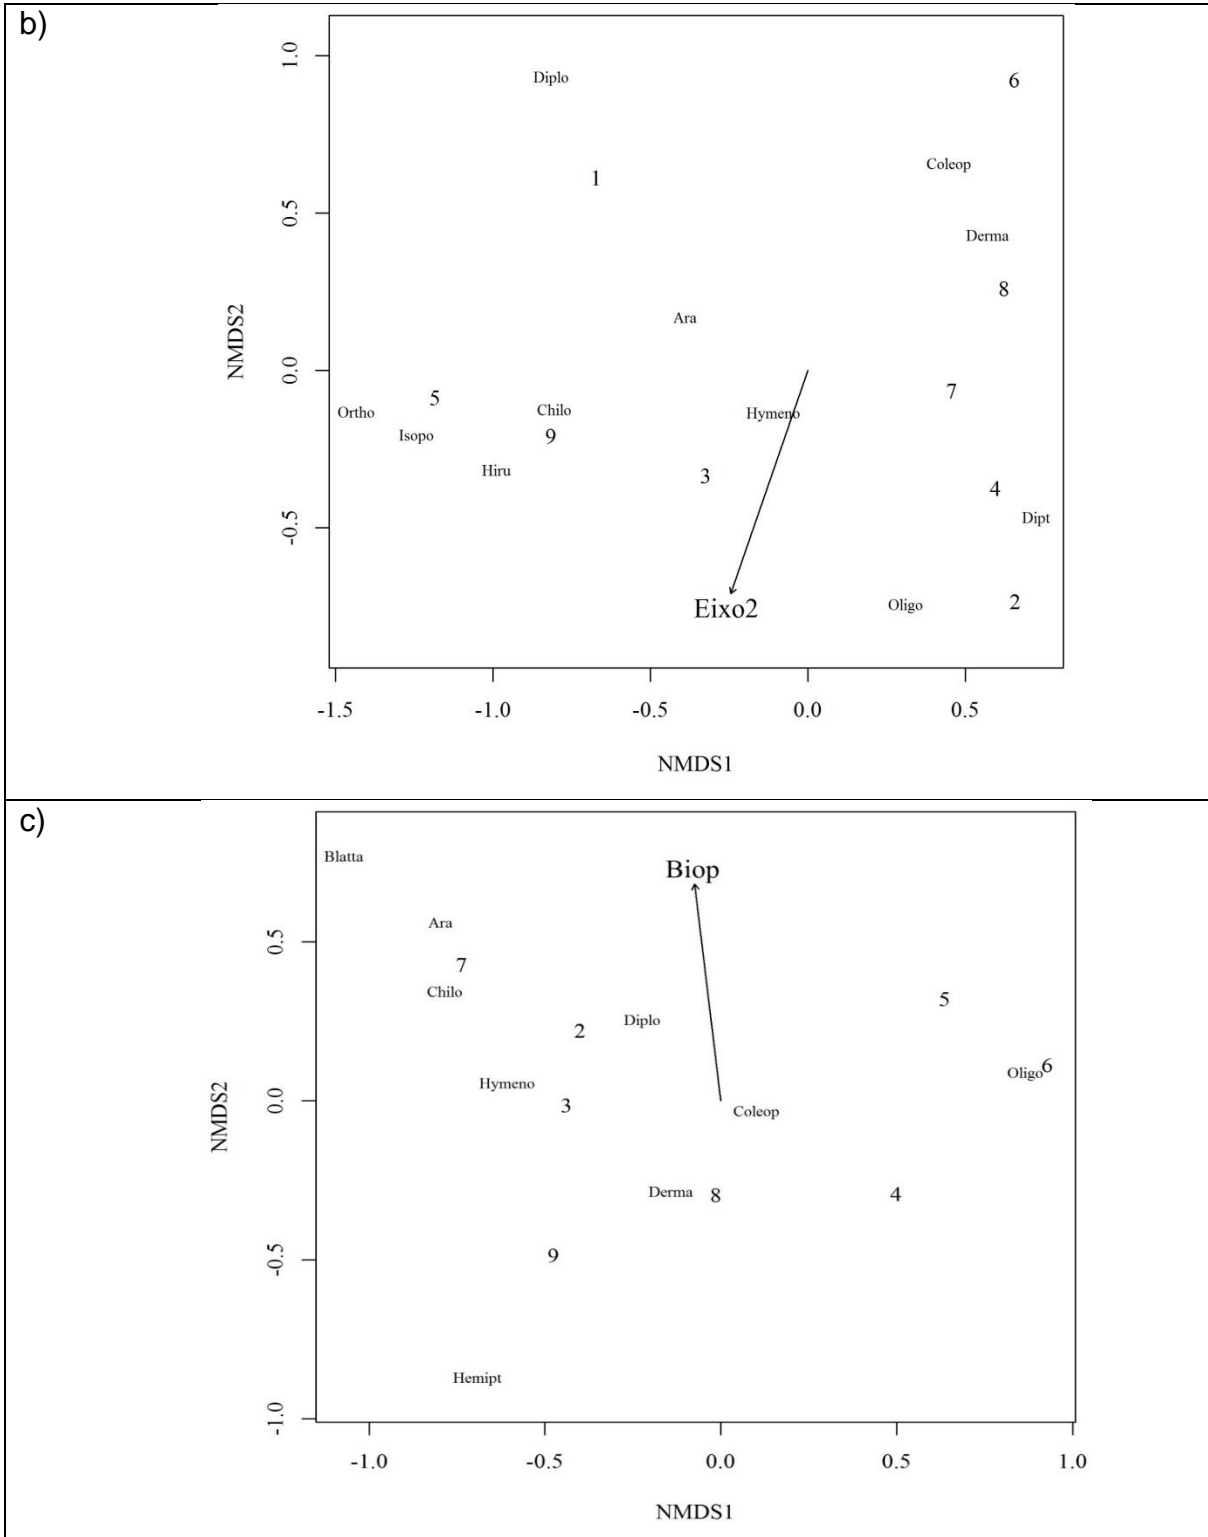 b)
1.0
Diplo
6
Coleop
1
0.5
Derma
8
Ara
NMDS2
0.0
7
5
Ortho
Chilo
Hymeno
Isopo
9
Hiru
3
4
-0.5
Dipt
Eixo2
Oligo
2
-1.5 -1.0 -0.5 0.0 0.5
NMDS1
c)
Blatta
Biop
Ara
0.5
7
Chilo
5
2
Diplo
6
Oligo
Hymeno
NMDS2
0.0
3
Coleop
Derma
8
4
9
-0.5
Hemipt
-1.0
-1.0 -0.5 0.0 0.5 1.0
NMDS1